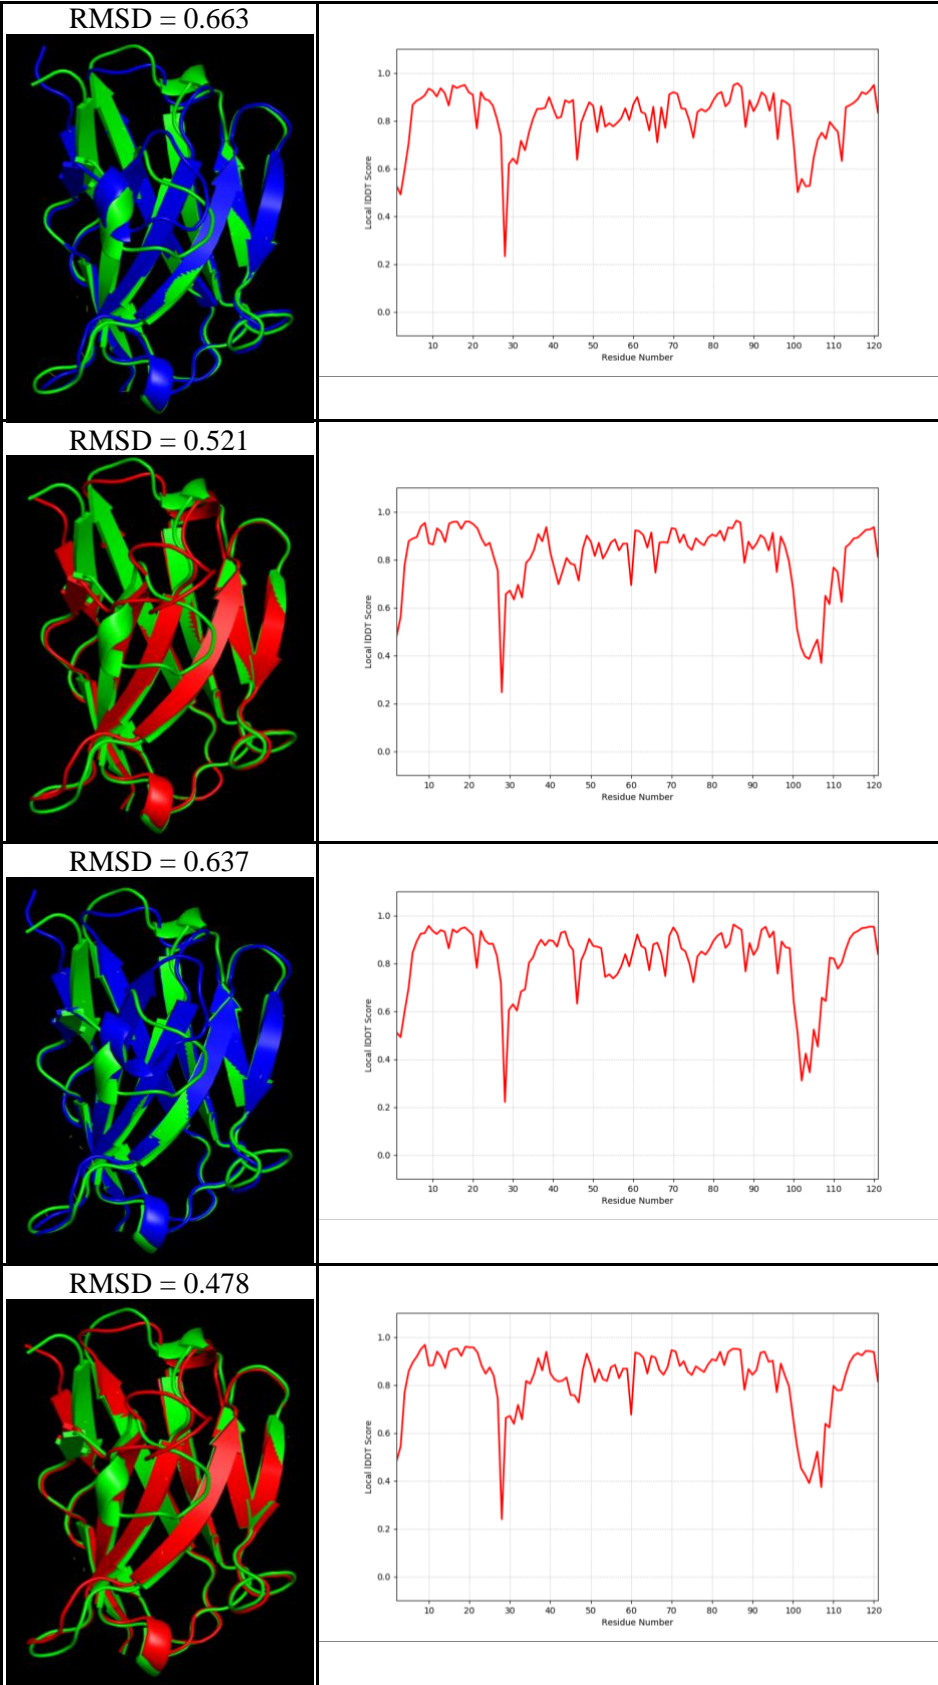 RMSD = 0.663
1.0
0.8
0.6
0.4
0.2
0.0
Local lDDT Score
10 20 30 40 50 60 70 80 90 100 110 120
Residue Number
RMSD = 0.521
1.0
0.8
0.6
0.4
0.2
0.0
Local lDDT Score
10 20 30 40 50 60 70 80 90 100 110 120
Residue Number
RMSD = 0.637
1.0
0.8
0.6
0.4
0.2
0.0
Local lDDT Score
10 20 30 40 50 60 70 80 90 100 110 120
Residue Number
RMSD = 0.478
1.0
0.8
0.6
0.4
0.2
0.0
Local lDDT Score
10 20 30 40 50 60 70 80 90 100 110 120
Residue Number